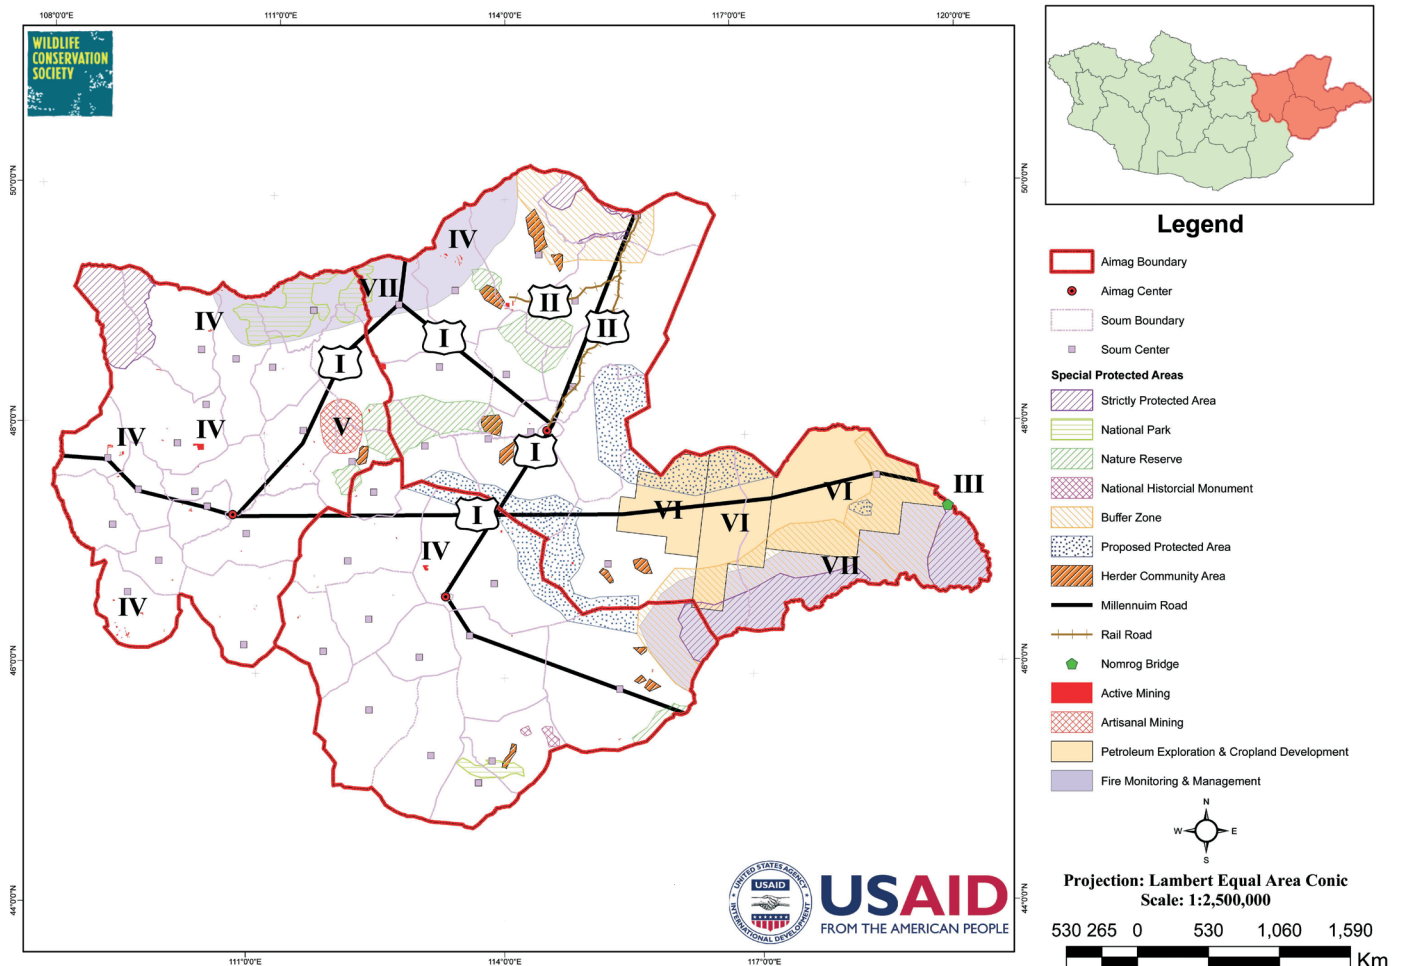 108°0'0"E
111°0'0"E
114°0'0"E
117°0'0"E
120°0'0"E
WILDLIFE
CONSERVATION
SOCIETY
50°0'0"N
50°0'0"N
48°0'0"N
48°0'0"N
46°0'0"N
46°0'0"N
44°0'0"N
44°0'0"N
IV
VII
IV
II
II
I
I
V
IV
IV
I
III
VI
VI
VI
I
IV
VII
IV
UNITED STATES AGENCY
USAID
INTERNATIONAL DEVELOPMENT
USAID
FROM THE AMERICAN PEOPLE
111°0'0"E
114°0'0"E
117°0'0"E
Legend
Aimag Boundary
Aimag Center
Soum Boundary
Soum Center
Special Protected Areas
Strictly Protected Area
National Park
Nature Reserve
National Historcial Monument
Buffer Zone
Proposed Protected Area
Herder Community Area
Millennuim Road
Rail Road
Nomrog Bridge
Active Mining
Artisanal Mining
Petroleum Exploration & Cropland Development
Fire Monitoring & Management
N
W E
S
Projection: Lambert Equal Area Conic
Scale: 1:2,500,000
530 265 0 530 1,060 1,590
Km